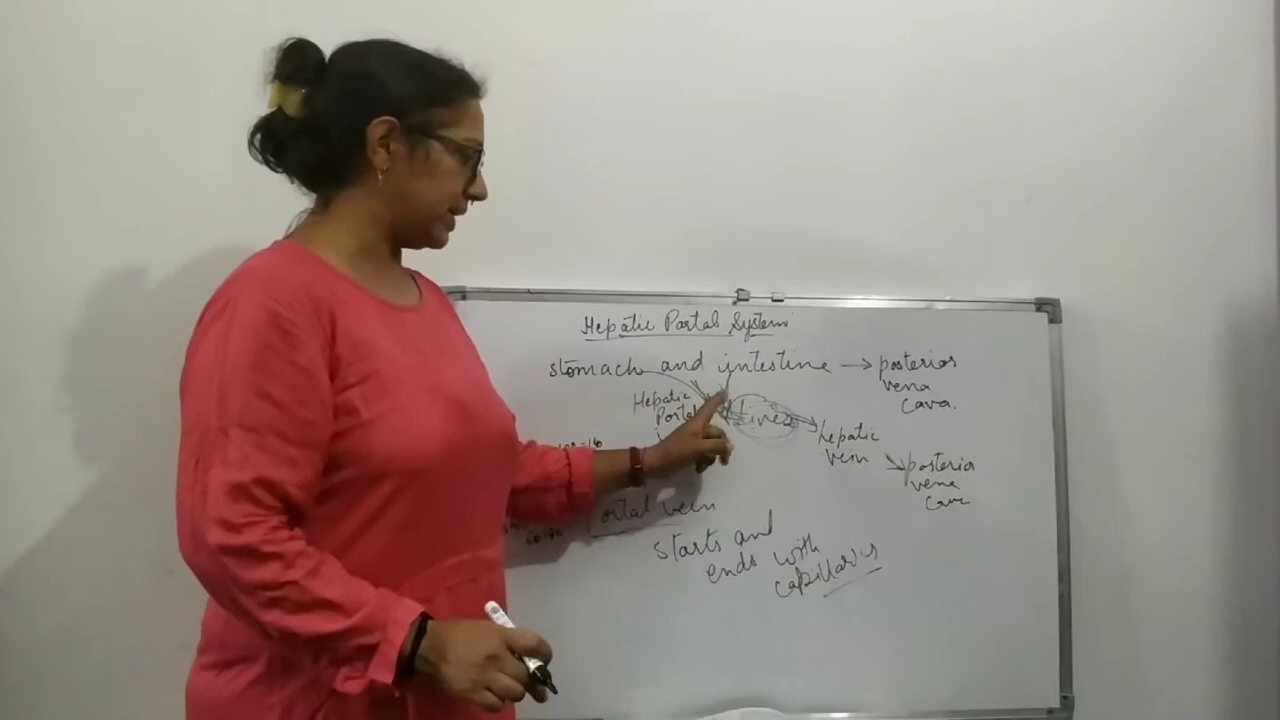 Hepatic Portal System
stomach and intestine → posterior
vena
cava.
Hepatic
Portal
liver
hepatic
vein
posterior
vena
cava
ortal vein
starts and
ends with
capillaries